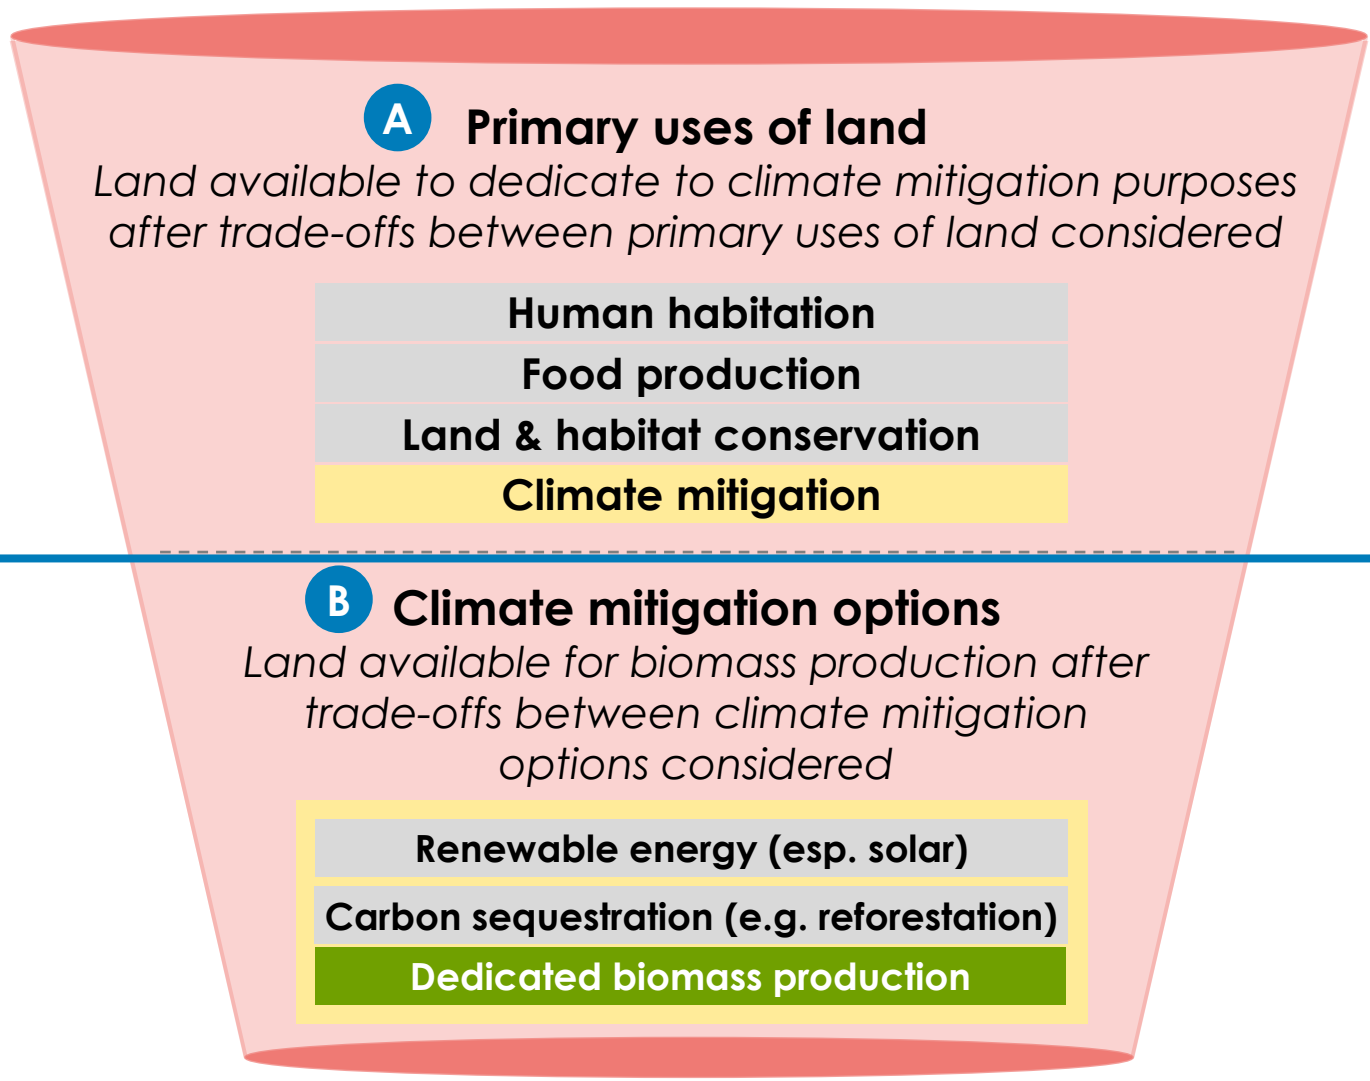 A Primary uses of land
Land available to dedicate to climate mitigation purposes
after trade-offs between primary uses of land considered
Human habitation
Food production
Land & habitat conservation
Climate mitigation
B Climate mitigation options
Land available for biomass production after
trade-offs between climate mitigation
options considered
Renewable energy (esp. solar)
Carbon sequestration (e.g. reforestation)
Dedicated biomass production